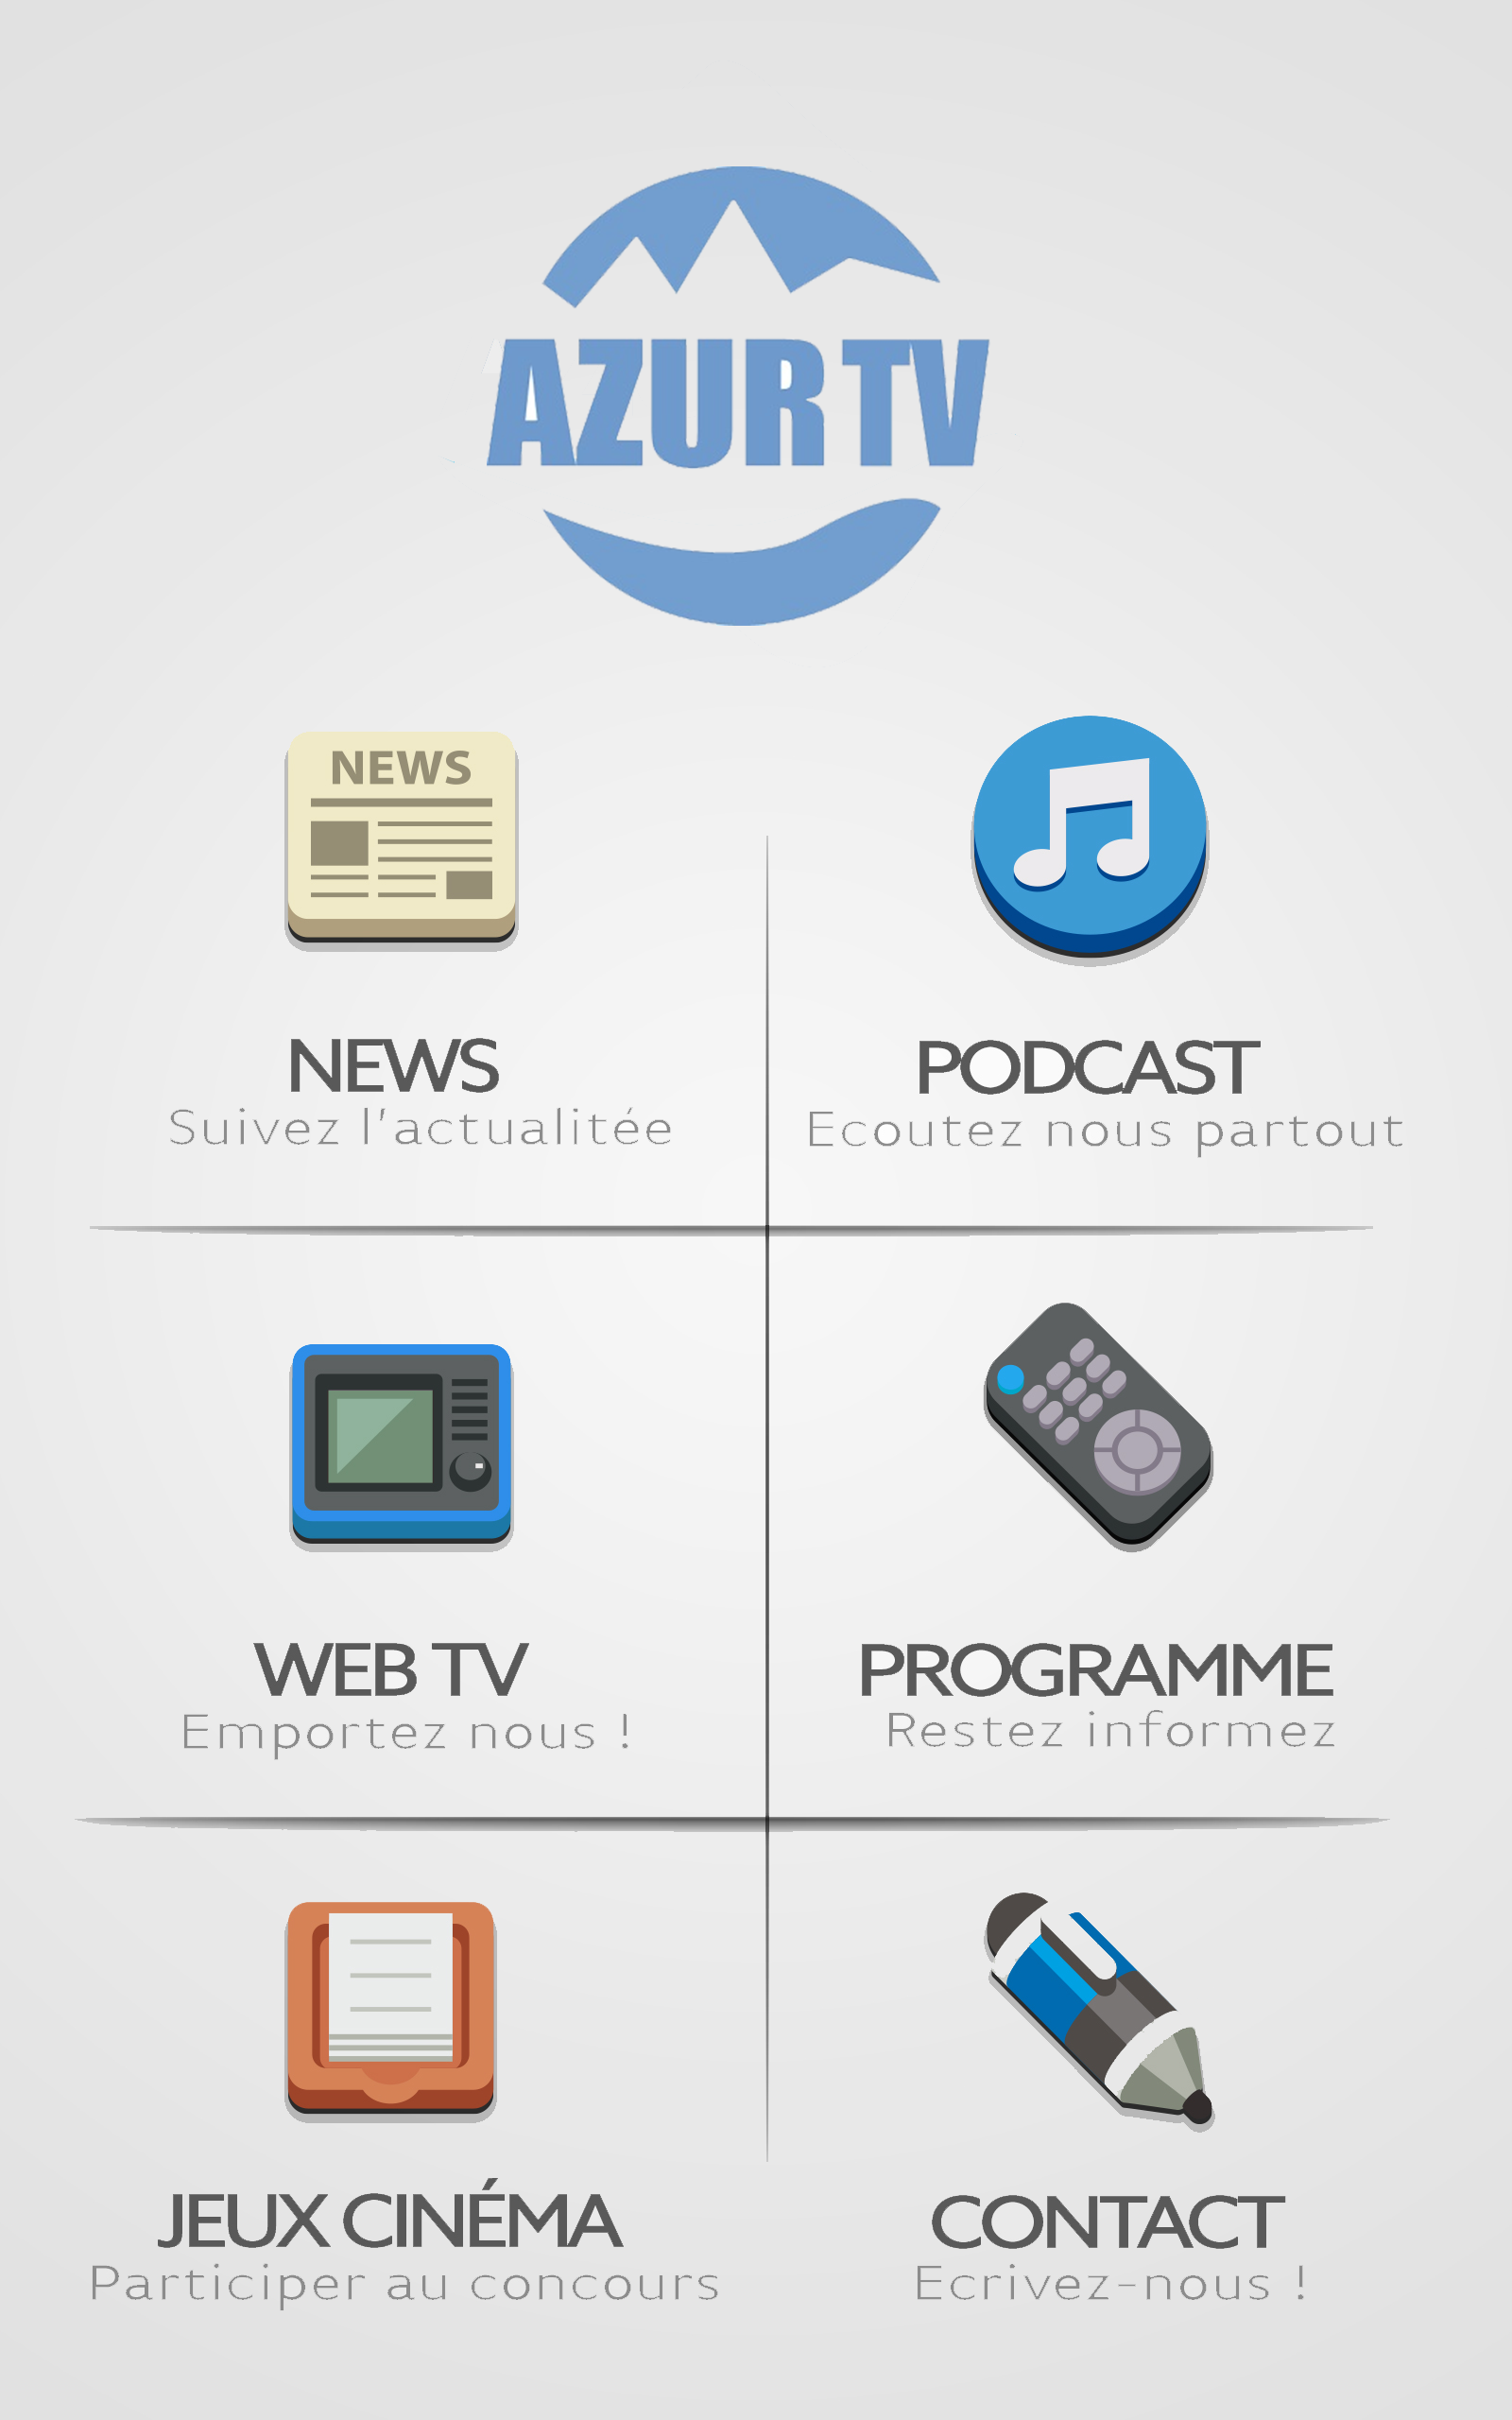 AZUR TV
NEWS
NEWS
Suivez l'actualitée
PODCAST
Ecoutez nous partout
WEB TV
Emportez nous !
PROGRAMME
Restez informez
JEUX CINÉMA
Participer au concours
CONTACT
Ecrivez-nous !